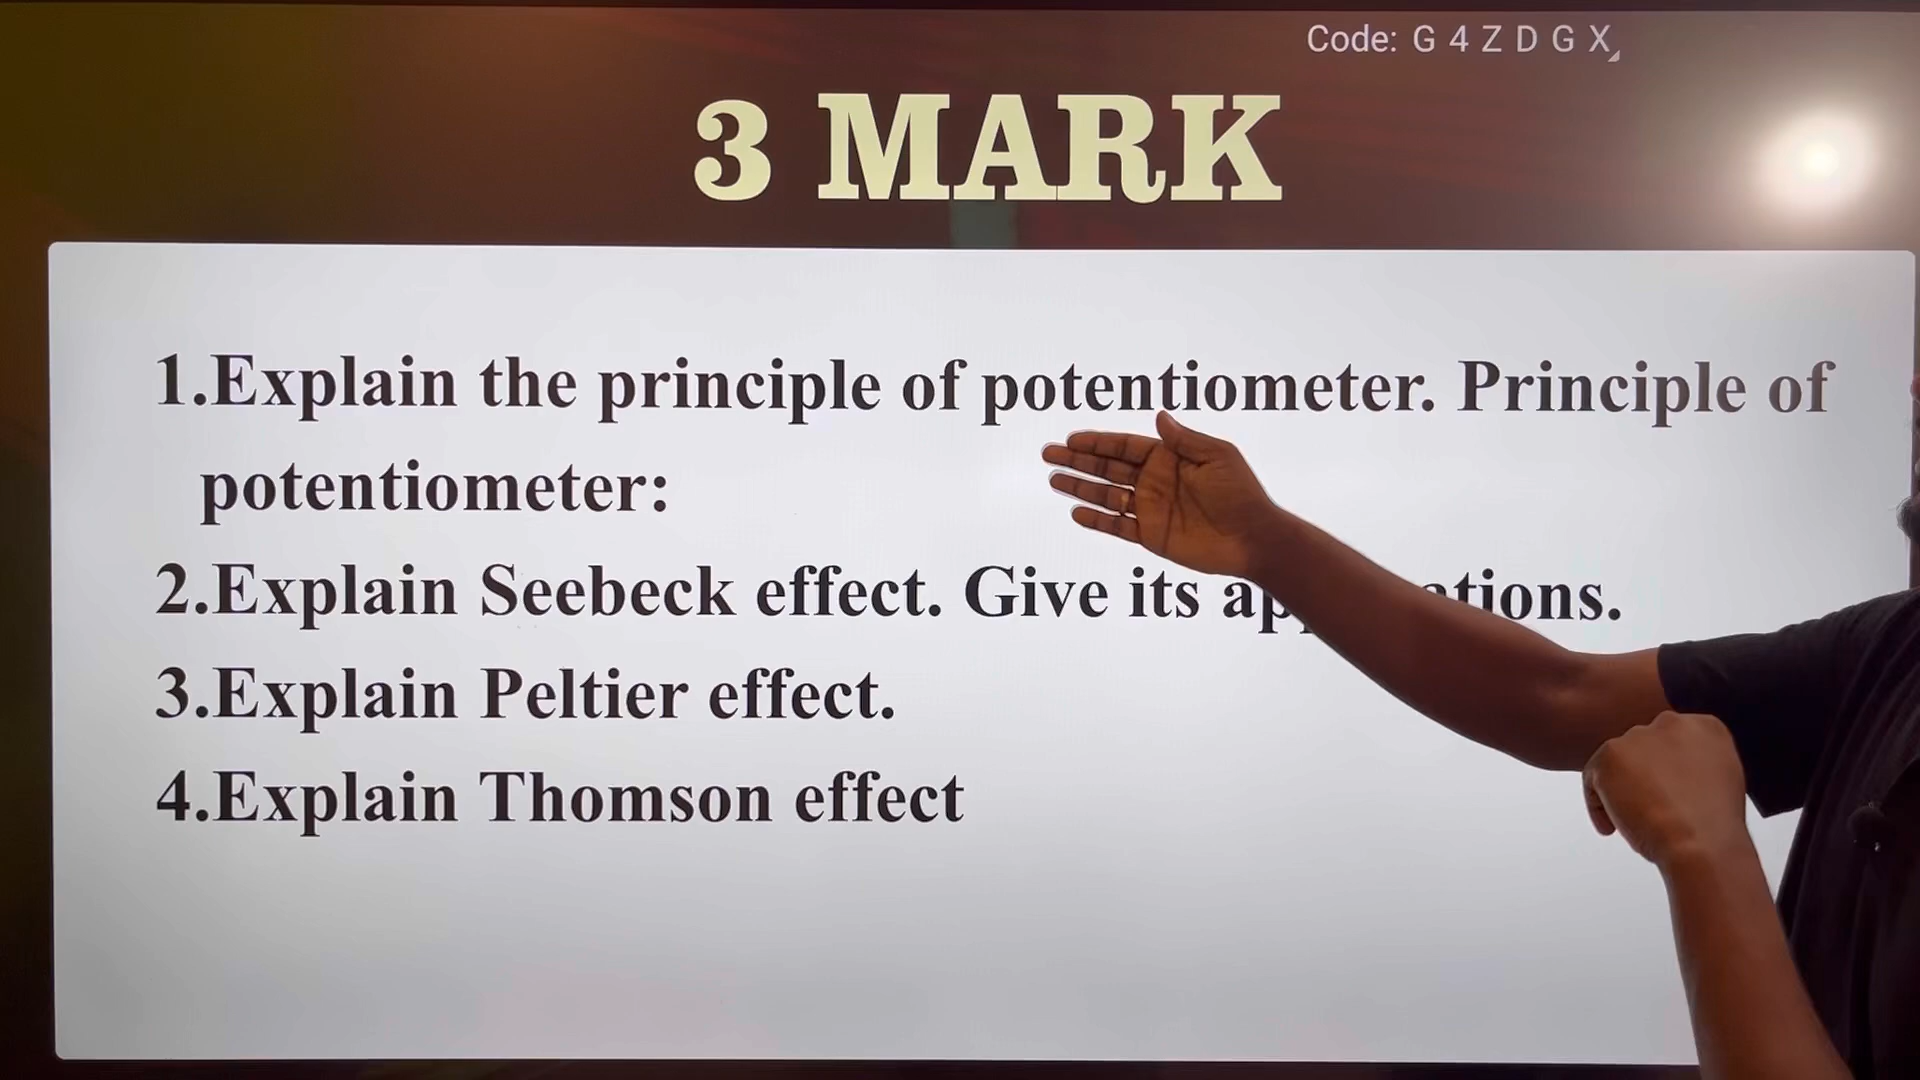 Code: G 4 Z D G X
3 MARK
1.Explain the principle of potentiometer. Principle of
potentiometer:
2.Explain Seebeck effect. Give its
3.Explain Peltier effect.
4.Explain Thomson effect